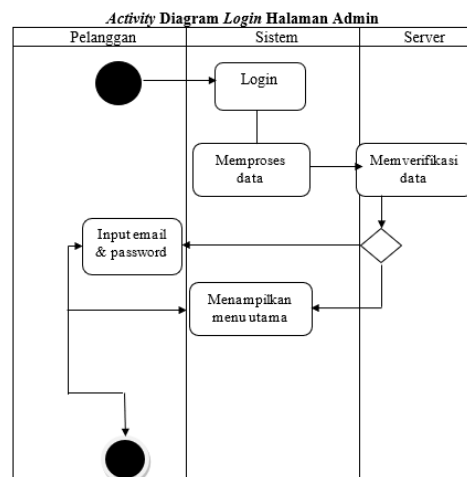 Activity Diagram Login Halaman Admin
Pelanggan
Sistem
Server
Login
Memproses
data
Memverifikasi
data
Input email
& password
Menampilkan
menu utama